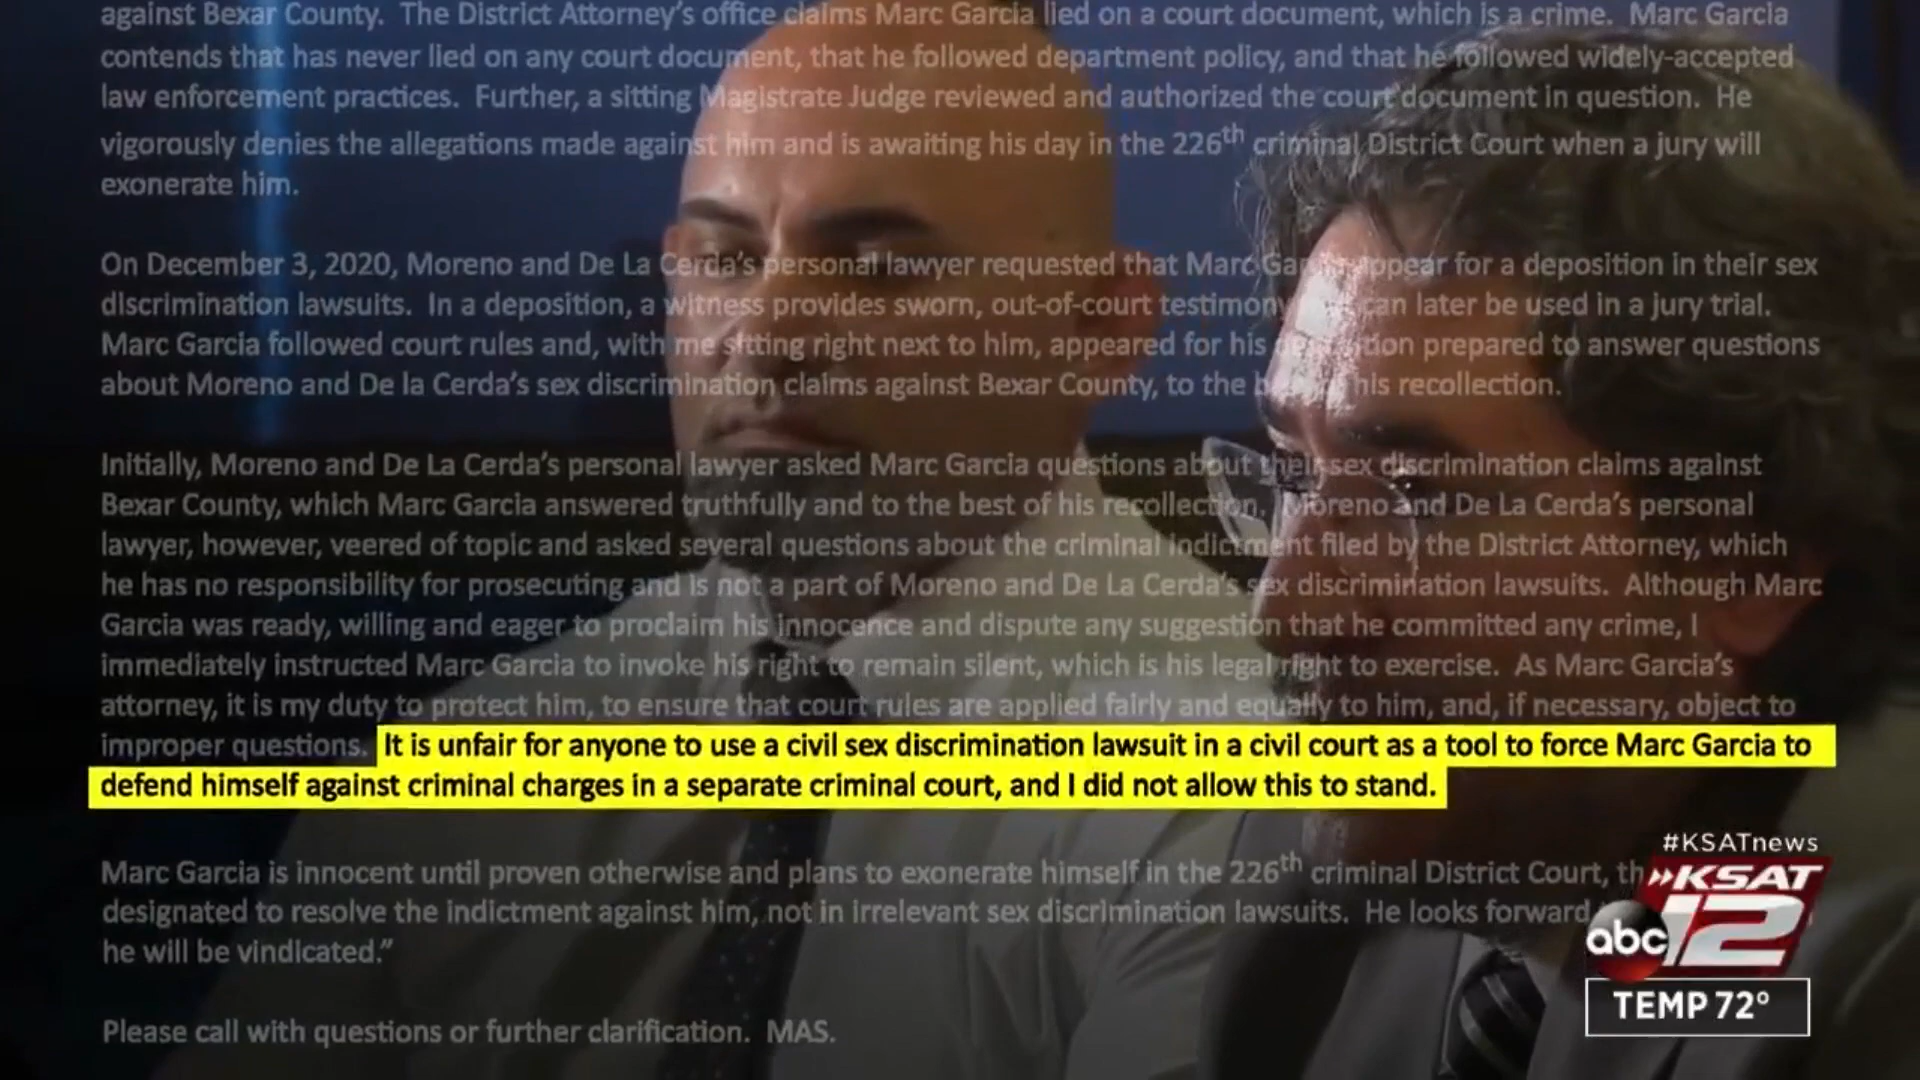 against Bexar County. The District Attorney's office claims Marc Garcia lied on a court document, which is a crime. Marc Garcia
contends that has never lied on any court document, that he followed department policy, and that he followed widely-accepted
law enforcement practices. Further, a sitting Magistrate Judge reviewed and authorized the court document in question. He
vigorously denies the allegations made against him and is awaiting his day in the 226th criminal District Court when a jury will
exonerate him.
On December 3, 2020, Moreno and De La Cerda's personal lawyer requested that Marc appear for a deposition in their sex
discrimination lawsuits. In a deposition, a witness provides sworn, out-of-court testimony can later be used in a jury trial.
Marc Garcia followed court rules and, with me sitting right next to him, appeared for his prepared to answer questions
about Moreno and De la Cerda's sex discrimination claims against Bexar County, to the his recollection.
Initially, Moreno and De La Cerda's personal lawyer asked Marc Garcia questions about their sex discrimination claims against
Bexar County, which Marc Garcia answered truthfully and to the best of his recollection. Moreno and De La Cerda's personal
lawyer, however, veered of topic and asked several questions about the criminal indictment filed by the District Attorney, which
he has no responsibility for prosecuting and is not a part of Moreno and De La Cerda's sex discrimination lawsuits. Although Marc
Garcia was ready, willing and eager to proclaim his innocence and dispute any suggestion that he committed any crime, I
immediately instructed Marc Garcia to invoke his right to remain silent, which is his legal right to exercise. As Marc Garcia's
attorney, it is my duty to protect him, to ensure that court rules are applied fairly and equally to him, and, if necessary, object to
improper questions. It is unfair for anyone to use a civil sex discrimination lawsuit in a civil court as a tool to force Marc Garcia to
defend himself against criminal charges in a separate criminal court, and I did not allow this to stand.
#KSATnews
Marc Garcia is innocent until proven otherwise and plans to exonerate himself in the 226th criminal District Court, th
designated to resolve the indictment against him, not in irrelevant sex discrimination lawsuits. He looks forward
he will be vindicated."
Please call with questions or further clarification. MAS.
KSAT
abc 12
TEMP 72°